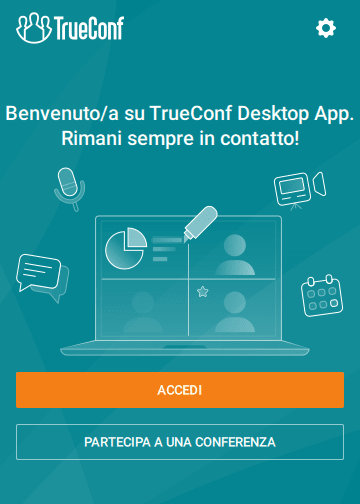 TrueConf
Benvenuto/a su TrueConf Desktop App.
Rimani sempre in contatto!
ACCEDI
PARTECIPA A UNA CONFERENZA